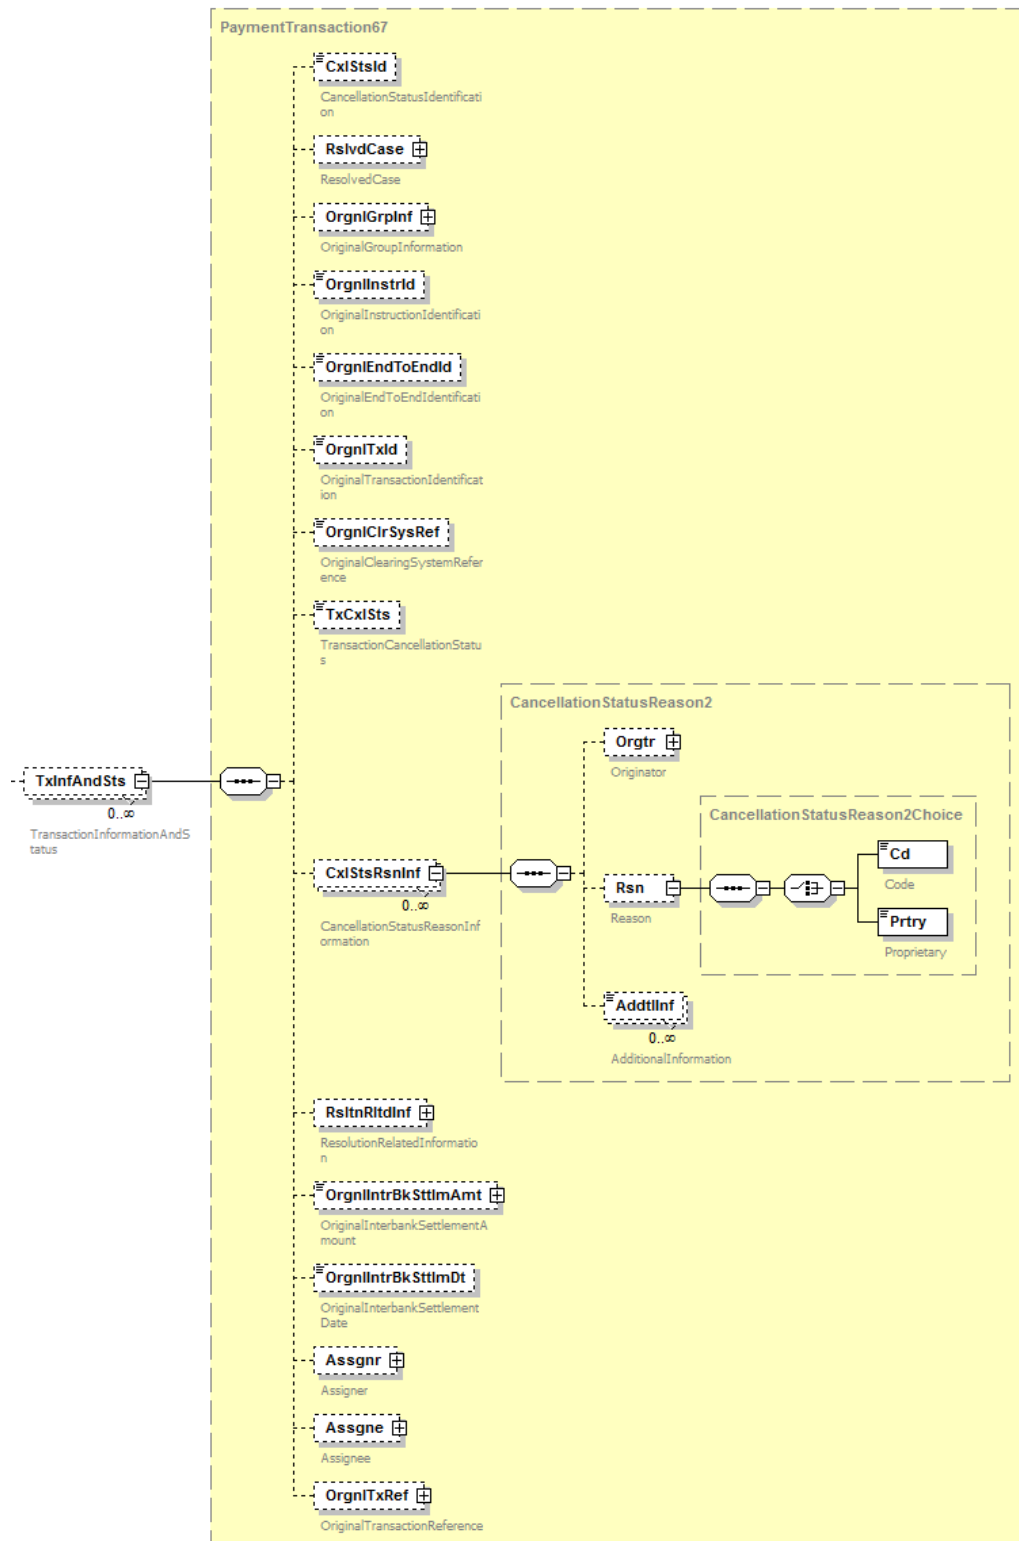 PaymentTransaction67
CxlStsId
CancellationStatusIdentificati
on
RslvdCase
ResolvedCase
OrgnlGrpInf
OriginalGroupInformation
OrgnlInstrId
OriginalInstructionIdentificati
on
OrgnlEndToEndId
OriginalEndToEndIdentificati
on
OrgnlTxId
OriginalTransactionIdentificat
ion
OrgnlClrSysRef
OriginalClearingSystemRefer
ence
TxCxlSts
TransactionCancellationStatu
s
TxInfAndSts
0..∞
TransactionInformationAndS
tatus
CxlStsRsnInf
0..∞
CancellationStatusReasonInf
ormation
CancellationStatusReason2
Orgtr
Originator
Rsn
Reason
CancellationStatusReason2Choice
Cd
Code
Prtry
Proprietary
AddtlInf
0..∞
AdditionalInformation
RsltnRltdInf
ResolutionRelatedInformatio
n
OrgnlIntrBkSttlmAmt
OriginalInterbankSettlementA
mount
OrgnlIntrBkSttlmDt
OriginalInterbankSettlement
Date
Assgnr
Assigner
Assgne
Assignee
OrgnlTxRef
OriginalTransactionReference